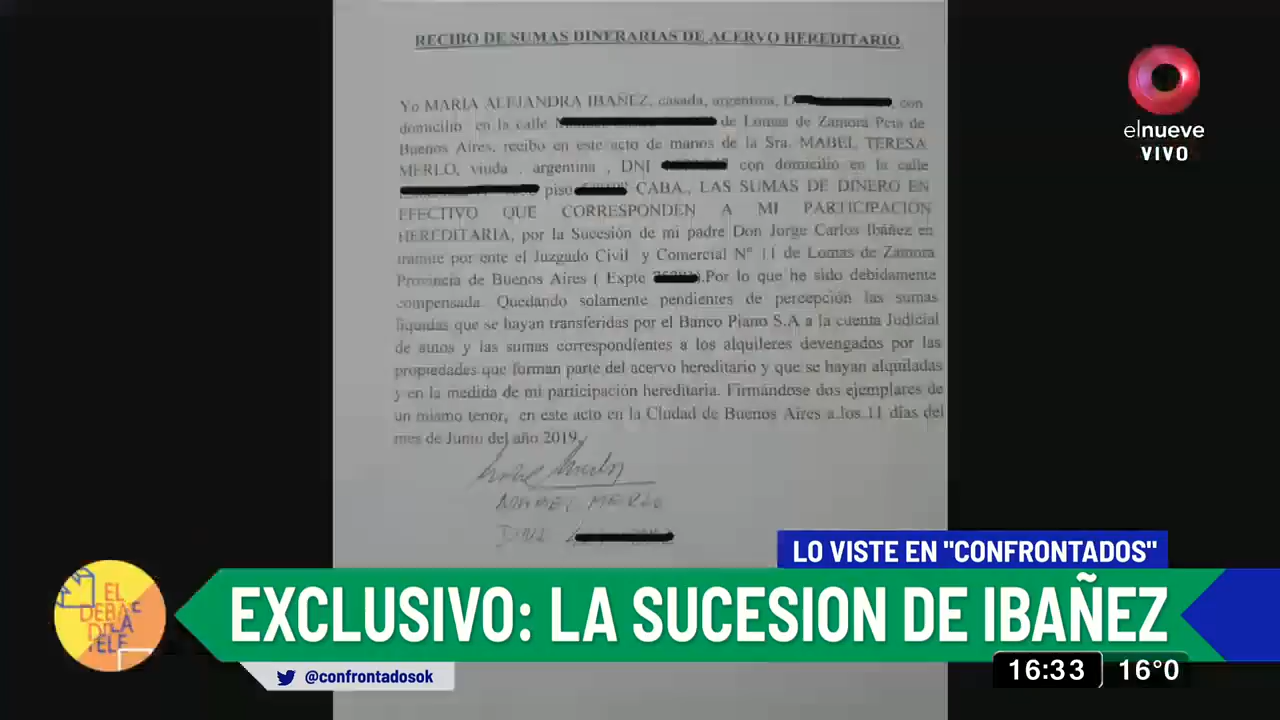 RECIBO DE SUMAS DINERARIAS DE ACERVO HEREDITARIO
Yo MARIA ALEJANDRA IBAÑEZ, casada, argentina, D , con
domicilio en la calle de Lomas de Zamora Pcia de
Buenos Aires, recibo en este acto de manos de la Sra. MABEL TERESA
MERLO, viuda , argentina , DNI con domicilio en la calle
piso CABA., LAS SUMAS DE DINERO EN
EFECTIVO QUE CORRESPONDEN A MI PARTICIPACION
HEREDITARIA, por la Sucesión de mi padre Don Jorge Carlos Ibáñez en
tramite por ente el Juzgado Civil y Comercial N° 11 de Lomas de Zamora
Provincia de Buenos Aires ( Expte ).Por lo que he sido debidamente
compensada. Quedando solamente pendientes de percepción las sumas
liquidas que se hayan transferidas por el Banco Piano S.A a la cuenta Judicial
de autos y las sumas correspondientes a los alquileres devengados por las
propiedades que forman parte del acervo hereditario y que se hayan alquiladas
y en la medida de mi participación hereditaria. Firmándose dos ejemplares de
un mismo tenor, en este acto en la Ciudad de Buenos Aires a los 11 días del
mes de Junio del año 2019.
MABEL MERLO
DNI
elnueve
VIVO
LO VISTE EN "CONFRONTADOS"
EXCLUSIVO: LA SUCESION DE IBAÑEZ
EL
DEBATE
DE LA
TELE
@confrontadosok
16:33 16°0